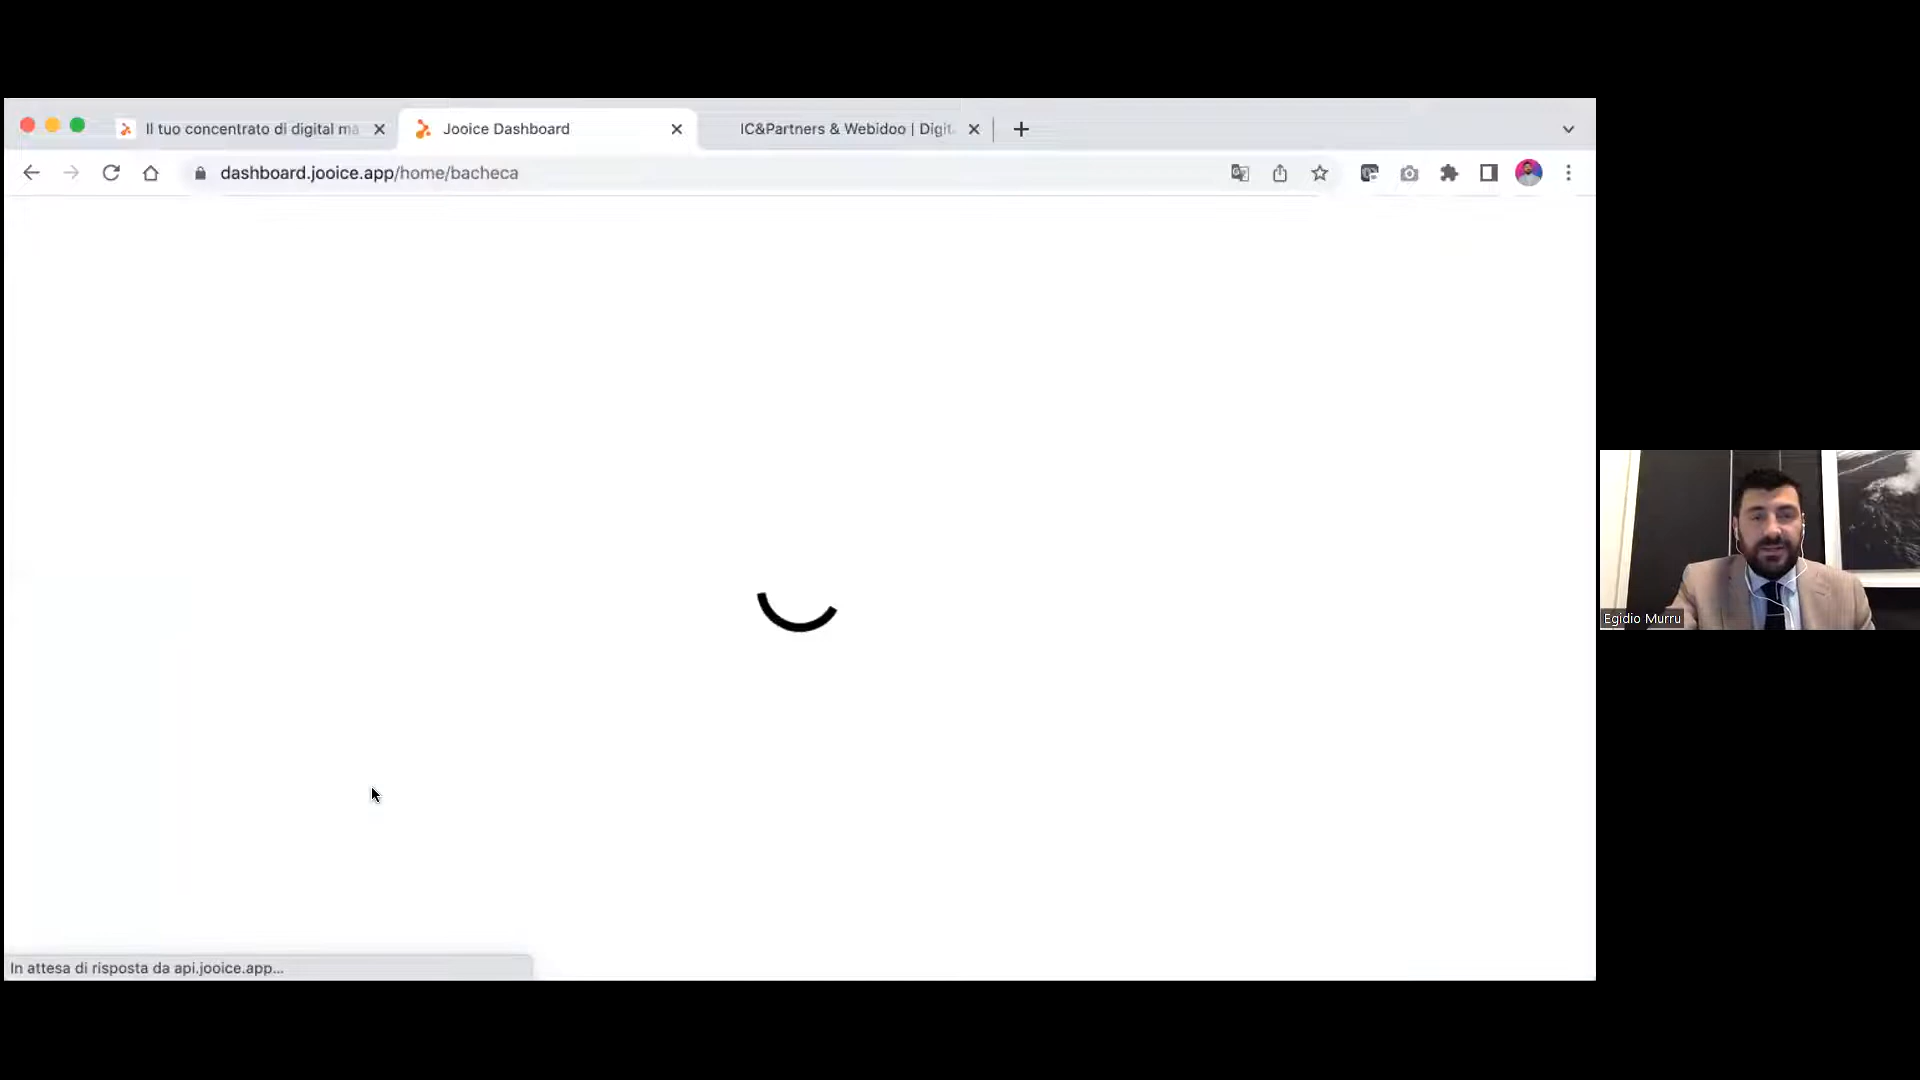 Il tuo concentrato di digital ma
Jooice Dashboard
IC&Partners & Webidoo | Digit
dashboard.jooice.app/home/bacheca
Egidio Murru
In attesa di risposta da api.jooice.app...